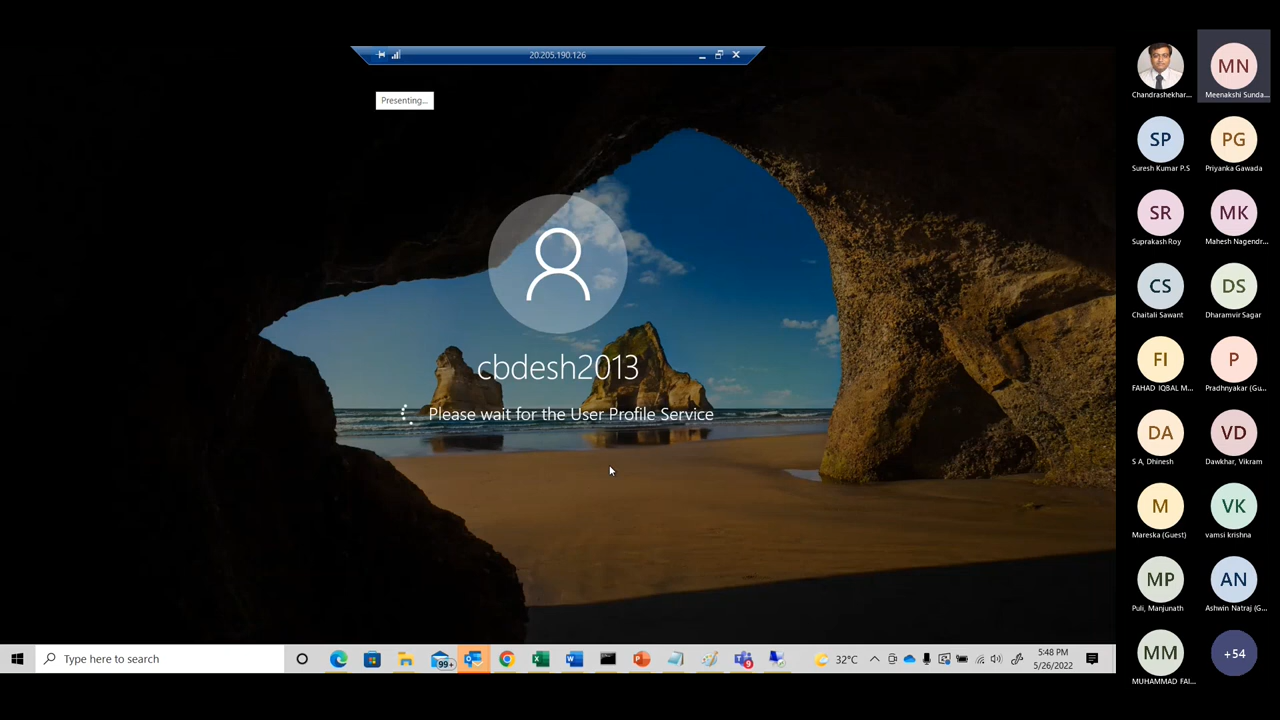 20.205.190.126
Presenting...
cbdesh2013
Please wait for the User Profile Service
Type here to search
99+
9
32°C
5:48 PM
5/26/2022
Chandrashekhar...
MN
Meenakshi Sunda...
SP
Suresh Kumar P.S
PG
Priyanka Gawada
SR
Suprakash Roy
MK
Mahesh Nagendr...
CS
Chaitali Sawant
DS
Dharamvir Sagar
FI
FAHAD IQBAL M...
P
Pradhnyakar (Gu...
DA
S A, Dhinesh
VD
Dawkhar, Vikram
M
Mareska (Guest)
VK
vamsi krishna
MP
Puli, Manjunath
AN
Ashwin Natraj (G...
MM
MUHAMMAD FAI...
+54